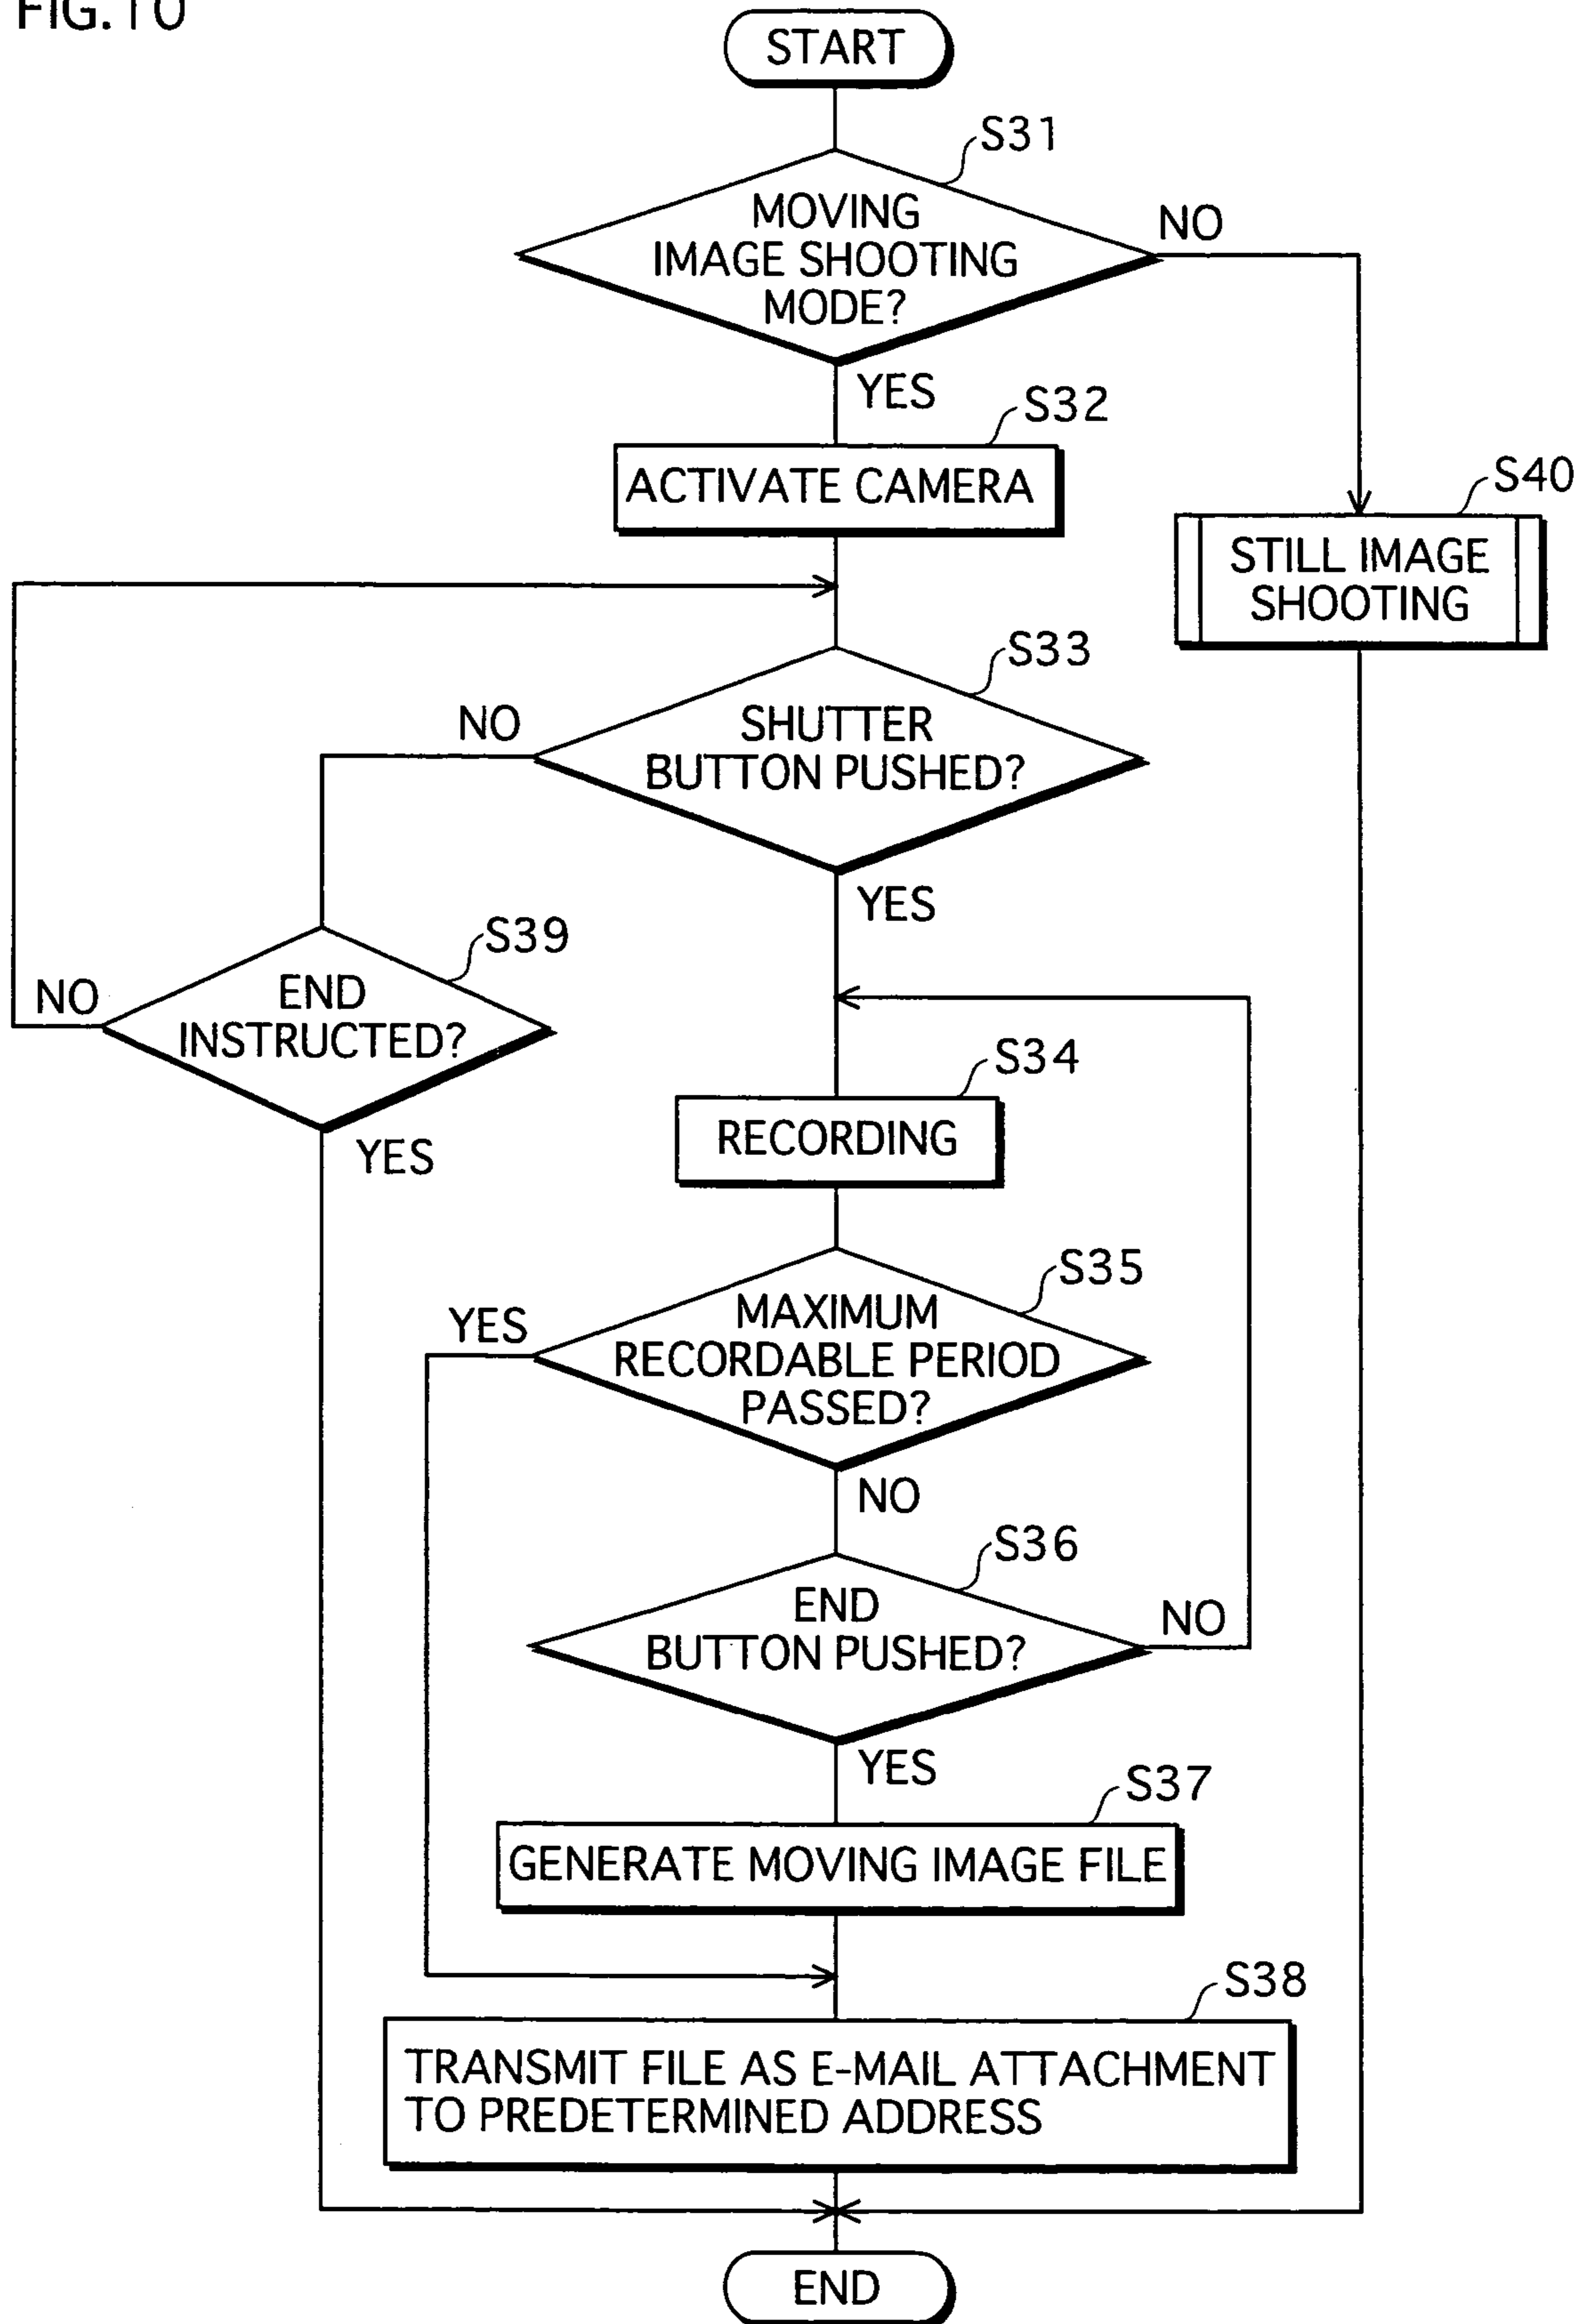 FIG.10
START
S31
MOVING
IMAGE SHOOTING
MODE?
NO
YES
S32
ACTIVATE CAMERA
S40
STILL IMAGE
SHOOTING
S33
NO
SHUTTER
BUTTON PUSHED?
YES
S39
NO
END
INSTRUCTED?
YES
S34
RECORDING
S35
YES
MAXIMUM
RECORDABLE PERIOD
PASSED?
NO
S36
END
BUTTON PUSHED?
NO
YES
S37
GENERATE MOVING IMAGE FILE
S38
TRANSMIT FILE AS E-MAIL ATTACHMENT
TO PREDETERMINED ADDRESS
END